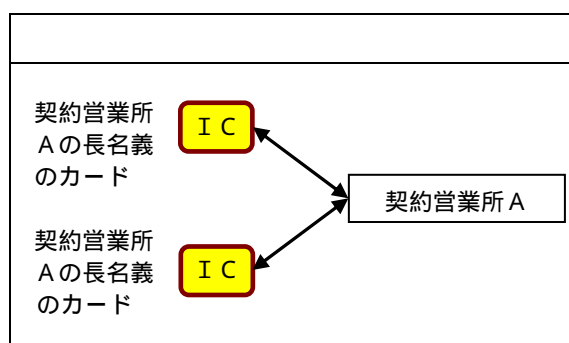 契約営業所
Ａの長名義
のカード
ＩＣ
契約営業所Ａ
契約営業所
Ａの長名義
のカード
ＩＣ